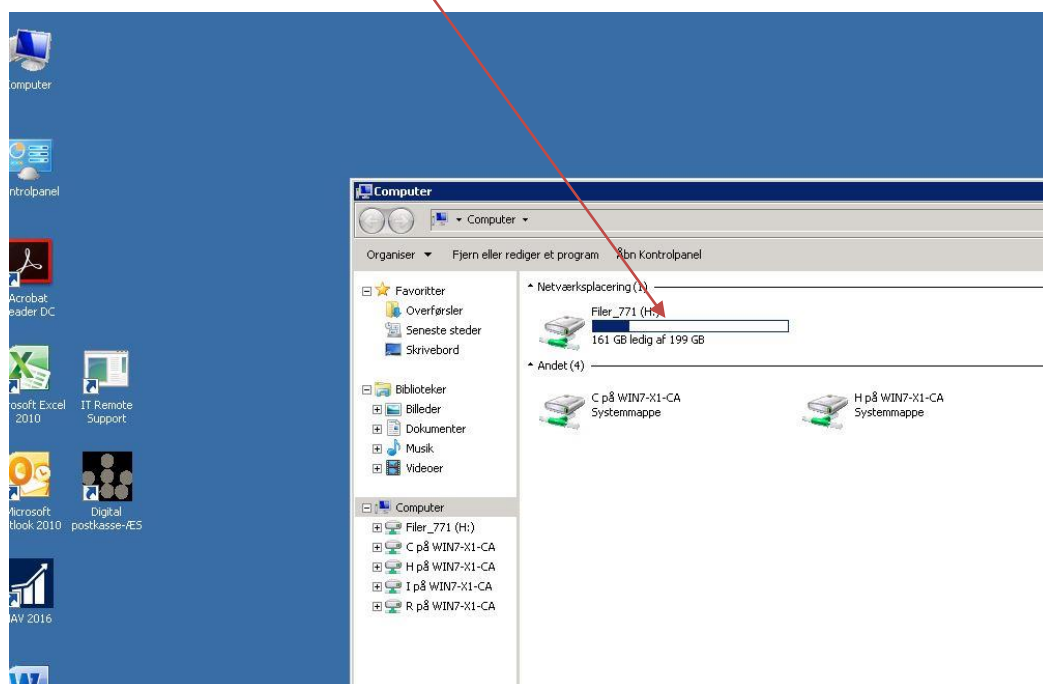 omputer
ntrolpanel
Acrobat
eader DC
rosoft Excel
2010
IT Remote
Support
Microsoft
tlook 2010
Digital
postkasse-ÆS
AV 2016
Computer
Computer
Organiser
Fjern eller rediger et program
Åbn Kontrolpanel
Favoritter
Overførsler
Seneste steder
Skrivebord
Biblioteker
Billeder
Dokumenter
Musik
Videoer
Computer
Filer_771 (H:)
C på WIN7-X1-CA
H på WIN7-X1-CA
I på WIN7-X1-CA
R på WIN7-X1-CA
Netværksplacering (1)
Filer_771 (H:)
161 GB ledig af 199 GB
Andet (4)
C på WIN7-X1-CA
Systemmappe
H på WIN7-X1-CA
Systemmappe